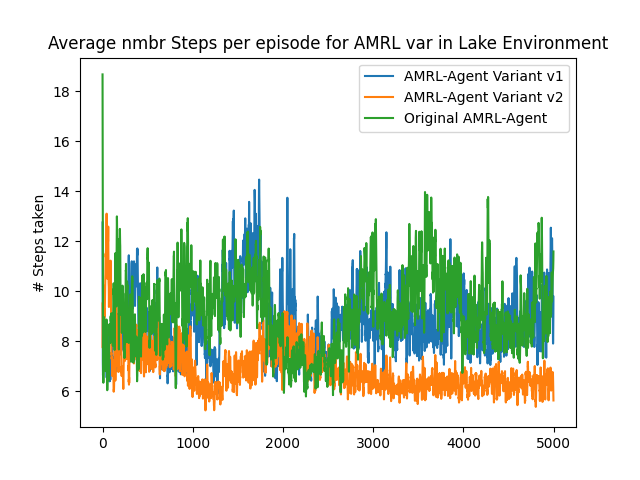 Average nmbr Steps per episode for AMRL var in Lake Environment
AMRL-Agent Variant v1
AMRL-Agent Variant v2
Original AMRL-Agent
# Steps taken
18
16
14
12
10
8
6
0
1000
2000
3000
4000
5000